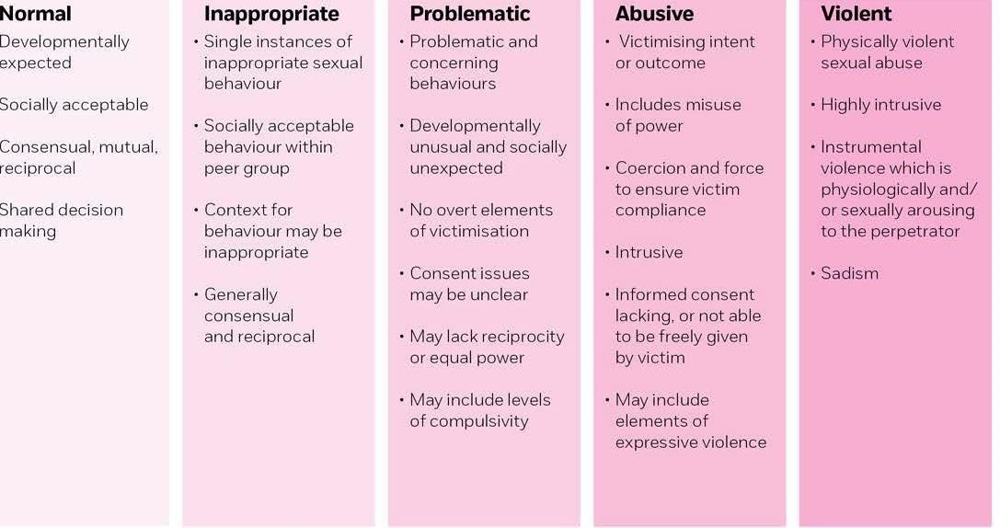 Normal
Developmentally
expected
Socially acceptable
Consensual, mutual,
reciprocal
Shared decision
making
Inappropriate
• Single instances of
inappropriate sexual
behaviour
• Socially acceptable
behaviour within
peer group
• Context for
behaviour may be
inappropriate
• Generally
consensual
and reciprocal
Problematic
• Problematic and
concerning
behaviours
• Developmentally
unusual and socially
unexpected
• No overt elements
of victimisation
• Consent issues
may be unclear
• May lack reciprocity
or equal power
• May include levels
of compulsivity
Abusive
• Victimising intent
or outcome
• Includes misuse
of power
• Coercion and force
to ensure victim
compliance
• Intrusive
• Informed consent
lacking, or not able
to be freely given
by victim
• May include
elements of
expressive violence
Violent
• Physically violent
sexual abuse
• Highly intrusive
• Instrumental
violence which is
physiologically and/
or sexually arousing
to the perpetrator
• Sadism